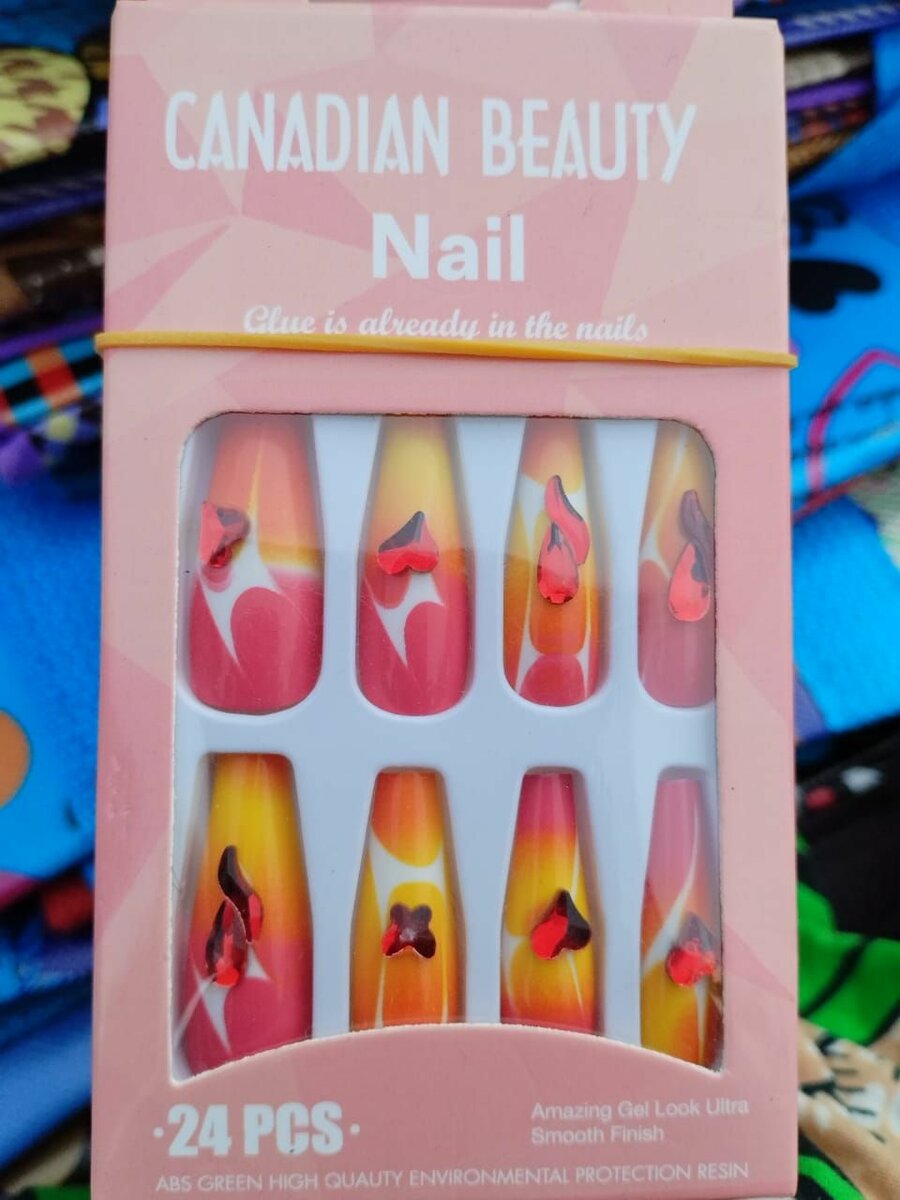 CANADIAN BEAUTY
Nail
Glue is already in the nails
·24 PCS·
Amazing Gel Look Ultra
Smooth Finish
ABS GREEN HIGH QUAUTY ENVIRONMENTAL PROTECTION RESIN